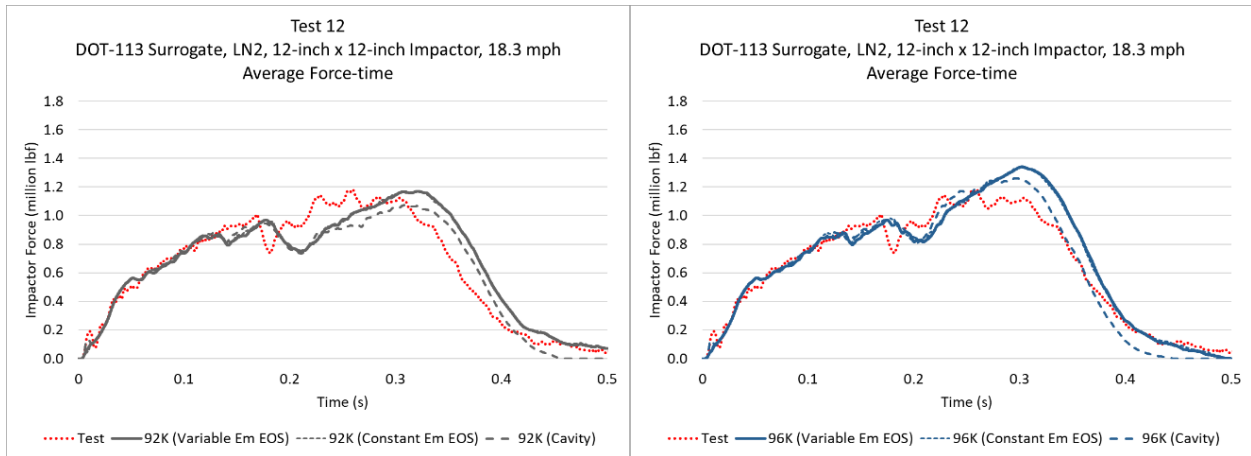 Test 12
DOT-113 Surrogate, LN2, 12-inch x 12-inch Impactor, 18.3 mph
Average Force-time
Impactor Force (million lbf)
1.8
1.6
1.4
1.2
1.0
0.8
0.6
0.4
0.2
0.0
0
0.1
0.2
0.3
0.4
0.5
Time (s)
Test
92K (Variable Em EOS)
92K (Constant Em EOS)
92K (Cavity)
Test 12
DOT-113 Surrogate, LN2, 12-inch x 12-inch Impactor, 18.3 mph
Average Force-time
Impactor Force (million lbf)
1.8
1.6
1.4
1.2
1.0
0.8
0.6
0.4
0.2
0.0
0
0.1
0.2
0.3
0.4
0.5
Time (s)
Test
96K (Variable Em EOS)
96K (Constant Em EOS)
96K (Cavity)